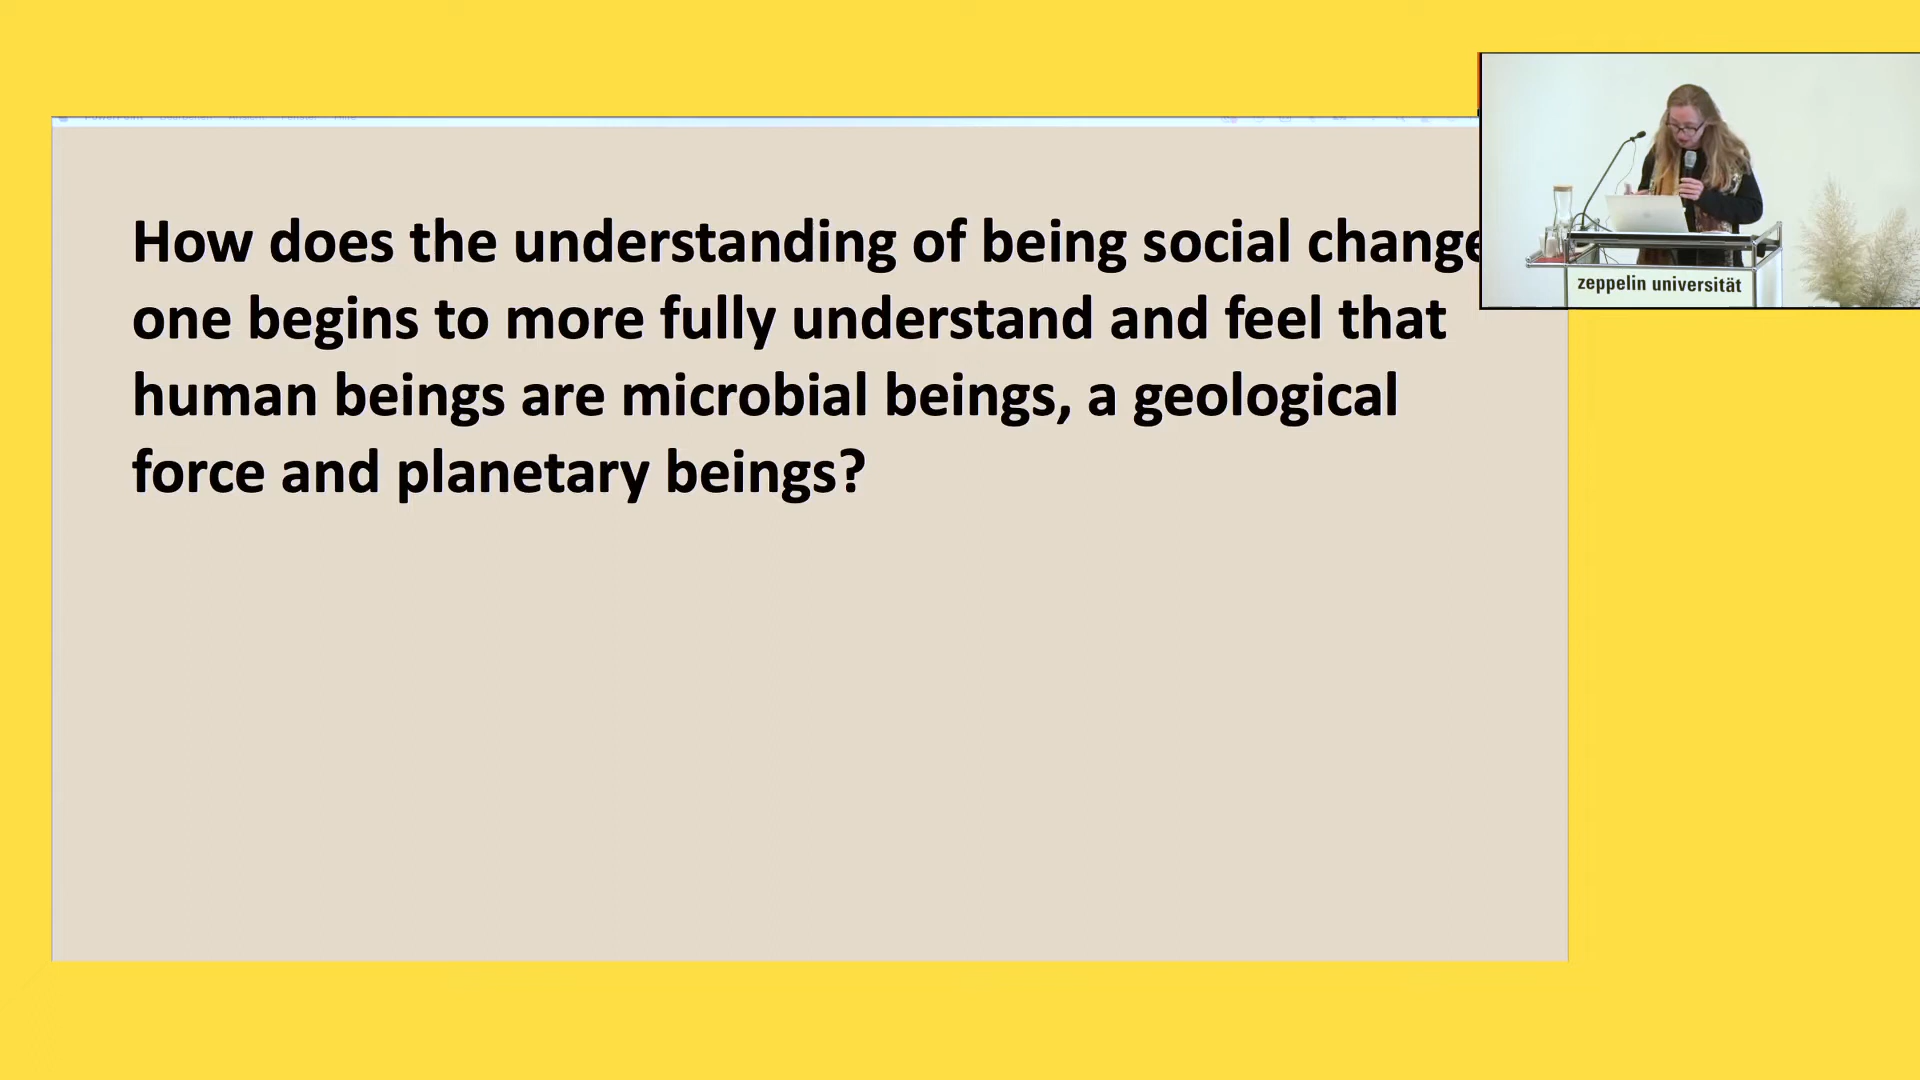 How does the understanding of being social change
one begins to more fully understand and feel that
human beings are microbial beings, a geological
force and planetary beings?
zeppelin universität